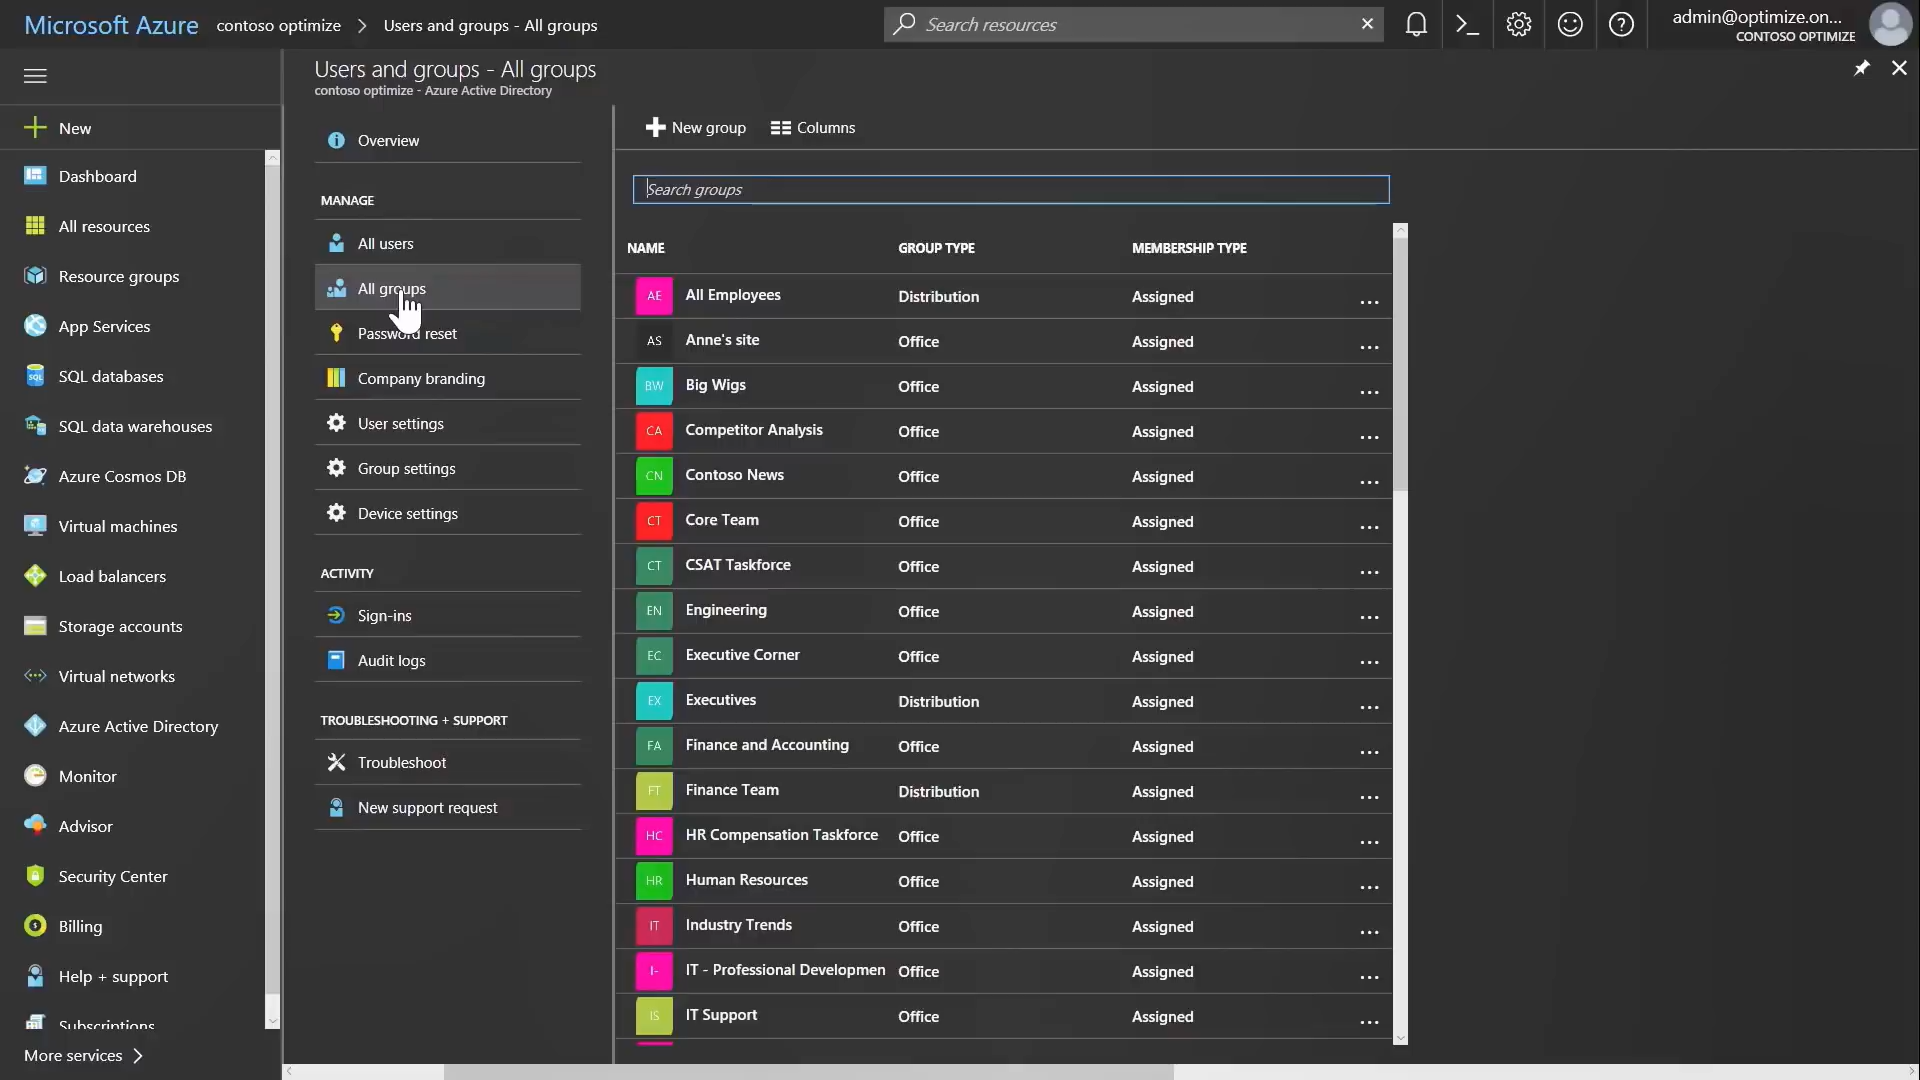 Microsoft Azure contoso optimize > Users and groups - All groups
Search resources
admin@optimize.on...
CONTOSO OPTIMIZE
Users and groups - All groups
contoso optimize - Azure Active Directory
New
Dashboard
All resources
Resource groups
App Services
SQL databases
SQL data warehouses
Azure Cosmos DB
Virtual machines
Load balancers
Storage accounts
Virtual networks
Azure Active Directory
Monitor
Advisor
Security Center
Billing
Help + support
Subscriptions
More services >
Overview
MANAGE
All users
All groups
Password reset
Company branding
User settings
Group settings
Device settings
ACTIVITY
Sign-ins
Audit logs
TROUBLESHOOTING + SUPPORT
Troubleshoot
New support request
New group Columns
Search groups
NAME GROUP TYPE MEMBERSHIP TYPE
AE All Employees Distribution Assigned ...
AS Anne's site Office Assigned ...
BW Big Wigs Office Assigned ...
CA Competitor Analysis Office Assigned ...
CN Contoso News Office Assigned ...
CT Core Team Office Assigned ...
CT CSAT Taskforce Office Assigned ...
EN Engineering Office Assigned ...
EC Executive Corner Office Assigned ...
EX Executives Distribution Assigned ...
FA Finance and Accounting Office Assigned ...
FT Finance Team Distribution Assigned ...
HC HR Compensation Taskforce Office Assigned ...
HR Human Resources Office Assigned ...
IT Industry Trends Office Assigned ...
I- IT - Professional Developmen Office Assigned ...
IS IT Support Office Assigned ...